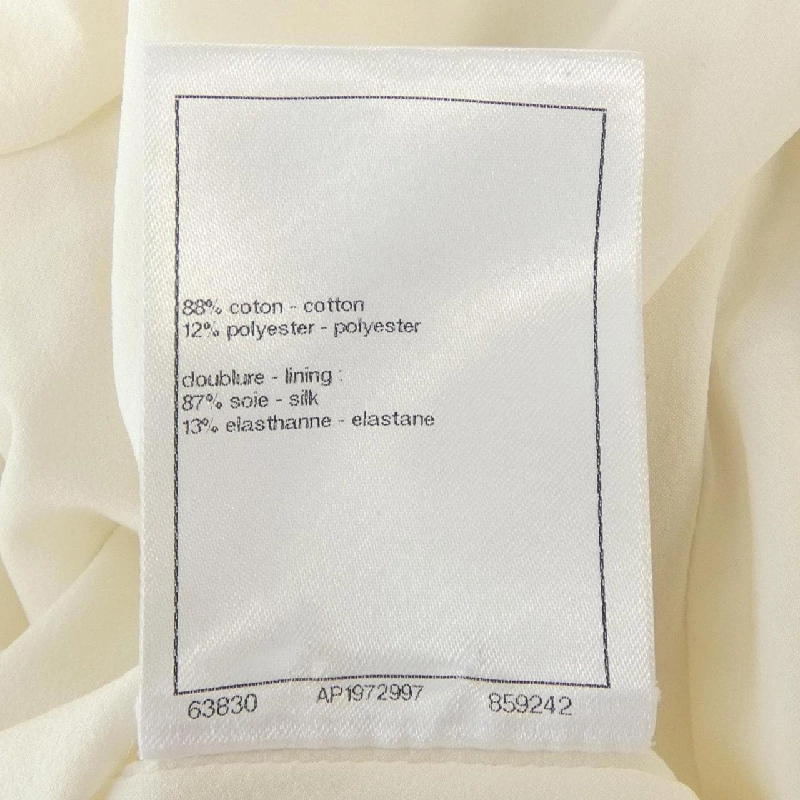 88% coton - cotton
12% polyester - polyester
doublure - lining :
87% soie - silk
13% elasthanne - elastane
63830 AP1972997 859242